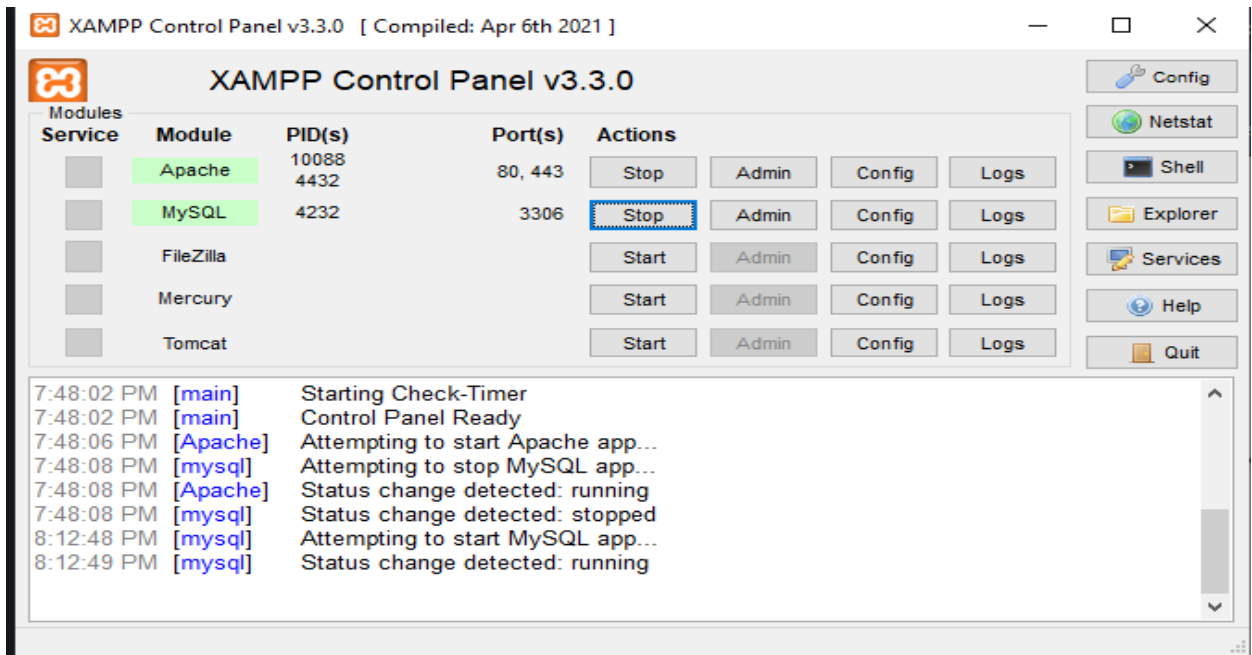 XAMPP Control Panel v3.3.0 [ Compiled: Apr 6th 2021 ]
XAMPP Control Panel v3.3.0
Config
Modules
Netstat
Service Module PID(s) Port(s) Actions
Apache 10088 4432 80, 443 Stop Admin Config Logs
Shell
MySQL 4232 3306 Stop Admin Config Logs
Explorer
FileZilla Start Admin Config Logs
Services
Mercury Start Admin Config Logs
Help
Tomcat Start Admin Config Logs
Quit
7:48:02 PM [main] Starting Check-Timer
7:48:02 PM [main] Control Panel Ready
7:48:06 PM [Apache] Attempting to start Apache app...
7:48:08 PM [mysql] Attempting to stop MySQL app...
7:48:08 PM [Apache] Status change detected: running
7:48:08 PM [mysql] Status change detected: stopped
8:12:48 PM [mysql] Attempting to start MySQL app...
8:12:49 PM [mysql] Status change detected: running